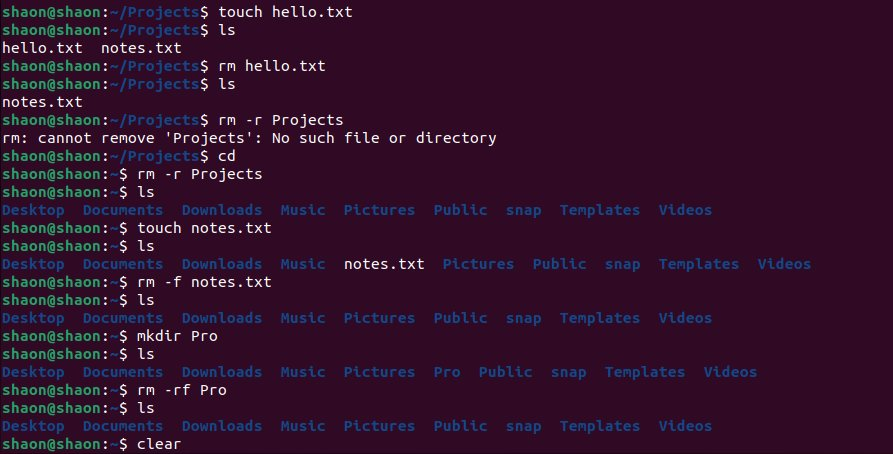 shaon@shaon:~/Projects$ touch hello.txt
shaon@shaon:~/Projects$ ls
hello.txt  notes.txt
shaon@shaon:~/Projects$ rm hello.txt
shaon@shaon:~/Projects$ ls
notes.txt
shaon@shaon:~/Projects$ rm -r Projects
rm: cannot remove 'Projects': No such file or directory
shaon@shaon:~/Projects$ cd
shaon@shaon:~$ rm -r Projects
shaon@shaon:~$ ls
Desktop  Documents  Downloads  Music  Pictures  Public  snap  Templates  Videos
shaon@shaon:~$ touch notes.txt
shaon@shaon:~$ ls
Desktop  Documents  Downloads  Music  notes.txt  Pictures  Public  snap  Templates  Videos
shaon@shaon:~$ rm -f notes.txt
shaon@shaon:~$ ls
Desktop  Documents  Downloads  Music  Pictures  Public  snap  Templates  Videos
shaon@shaon:~$ mkdir Pro
shaon@shaon:~$ ls
Desktop  Documents  Downloads  Music  Pictures  Pro  Public  snap  Templates  Videos
shaon@shaon:~$ rm -rf Pro
shaon@shaon:~$ ls
Desktop  Documents  Downloads  Music  Pictures  Public  snap  Templates  Videos
shaon@shaon:~$ clear